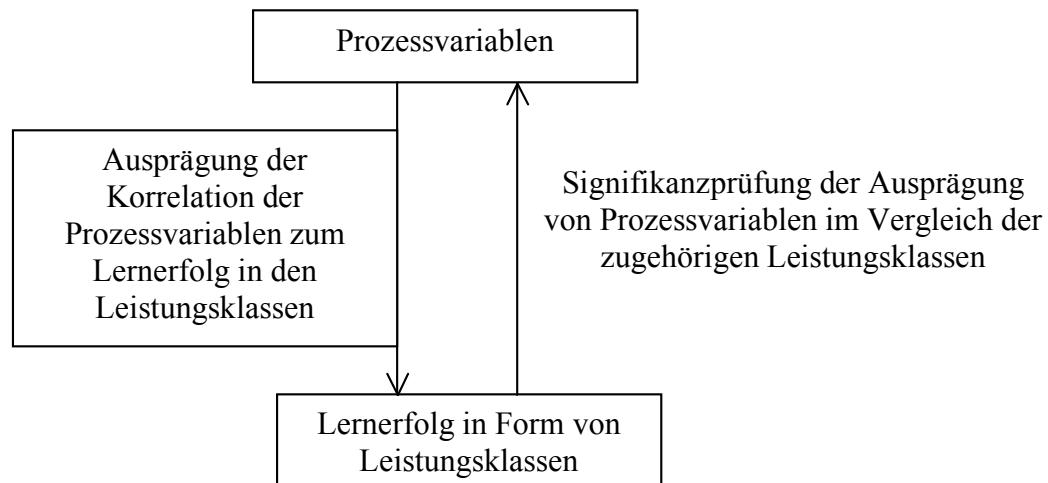 Prozessvariablen
Ausprägung der
Korrelation der
Prozessvariablen zum
Lernerfolg in den
Leistungsklassen
Signifikanzprüfung der Ausprägung
von Prozessvariablen im Vergleich der
zugehörigen Leistungsklassen
Lernerfolg in Form von
Leistungsklassen